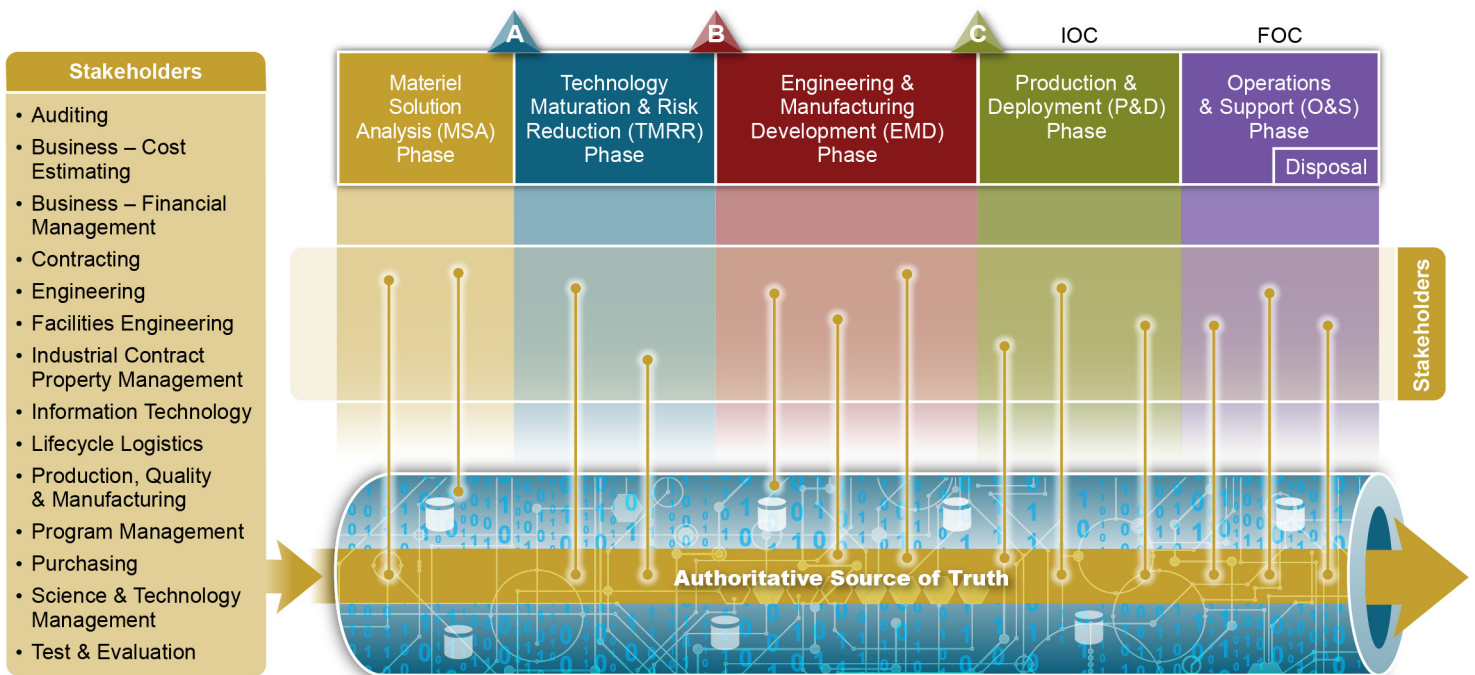 Stakeholders
• Auditing
• Business – Cost
Estimating
• Business – Financial
Management
• Contracting
• Engineering
• Facilities Engineering
• Industrial Contract
Property Management
• Information Technology
• Lifecycle Logistics
• Production, Quality
& Manufacturing
• Program Management
• Purchasing
• Science & Technology
Management
• Test & Evaluation
A
B
C
IOC
FOC
Materiel
Solution
Analysis (MSA)
Phase
Technology
Maturation & Risk
Reduction (TMRR)
Phase
Engineering &
Manufacturing
Development (EMD)
Phase
Production &
Deployment (P&D)
Phase
Operations
& Support (O&S)
Phase
Disposal
Stakeholders
Authoritative Source of Truth